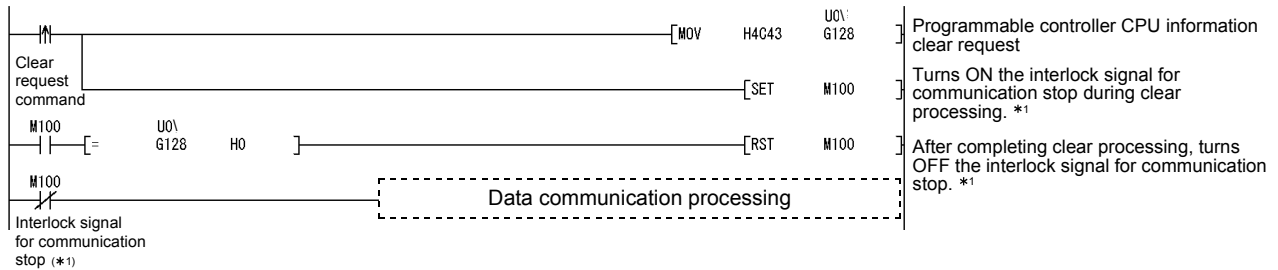 U0\
[MOV H4C43 G128 ]
Programmable controller CPU information
clear request
Clear
request
command
[SET M100 ]
Turns ON the interlock signal for
communication stop during clear
processing. *1
M100 U0\
[= G128 H0 ]
[RST M100 ]
After completing clear processing, turns
OFF the interlock signal for communication
stop. *1
M100
Data communication processing
Interlock signal
for communication
stop (*1)